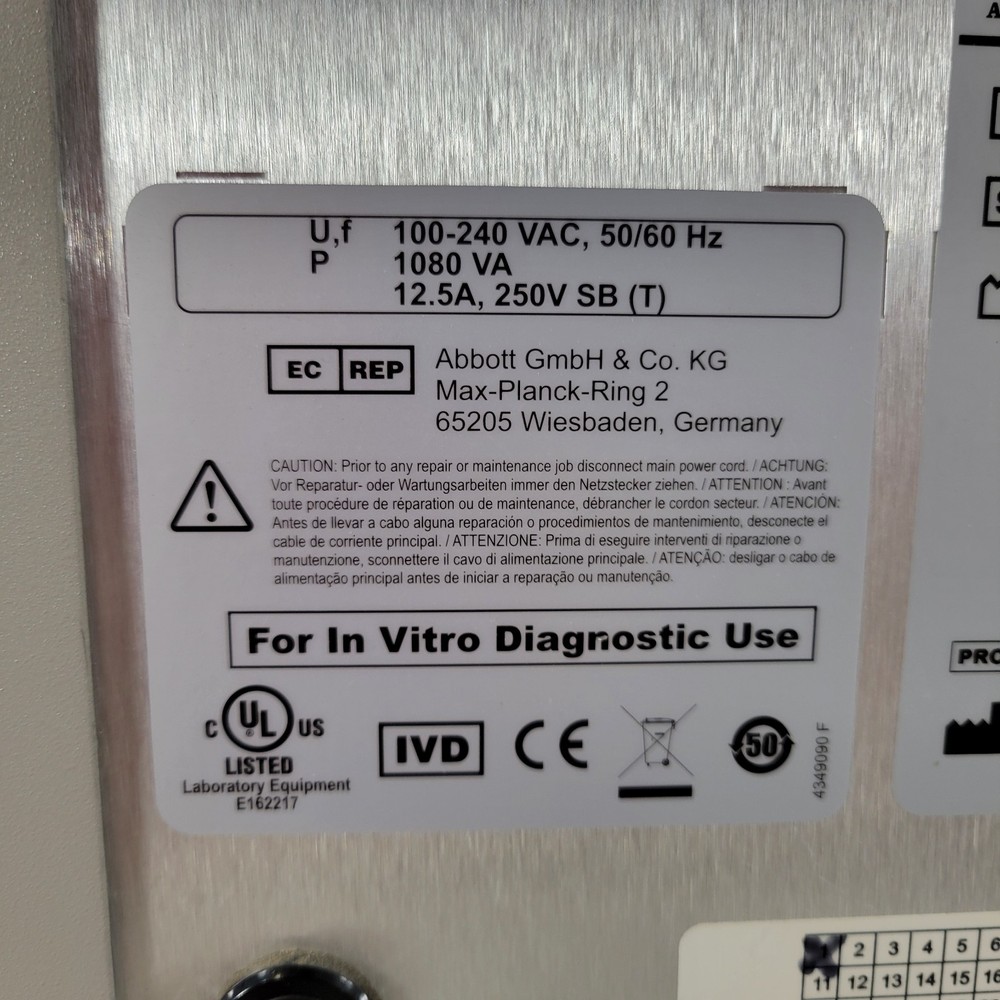 U,f 100-240 VAC, 50/60 Hz
P 1080 VA
12.5A, 250V SB (T)
EC REP
Abbott GmbH & Co. KG
Max-Planck-Ring 2
65205 Wiesbaden, Germany
CAUTION: Prior to any repair or maintenance job disconnect main power cord. / ACHTUNG:
Vor Reparatur- oder Wartungsarbeiten immer den Netzstecker ziehen. / ATTENTION : Avant
toute procédure de réparation ou de maintenance, débrancher le cordon secteur. / ATENCIÓN:
Antes de llevar a cabo alguna reparación o procedimientos de mantenimiento, desconecte el
cable de corriente principal. / ATTENZIONE: Prima di eseguire interventi di riparazione o
manutenzione, sconnettere il cavo di alimentazione principale. / ATENÇÃO: desligar o cabo de
alimentação principal antes de iniciar a reparação ou manutenção.
For In Vitro Diagnostic Use
C UL US
LISTED
Laboratory Equipment
E162217
IVD
CE
50
4349090 F
PRO
1 2 3 4 5 6
11 12 13 14 15 16